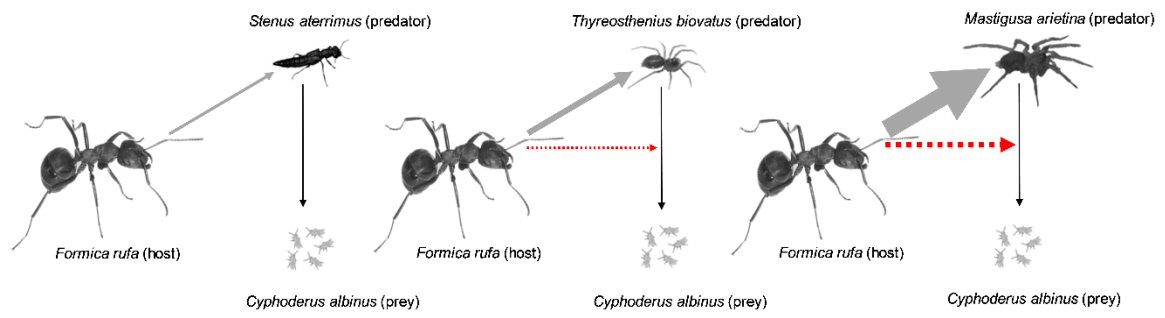 Stenus aterrimus (predator)
Thyreosthenius biovatus (predator)
Mastigusa arietina (predator)
Formica rufa (host)
Formica rufa (host)
Formica rufa (host)
Cyphoderus albinus (prey)
Cyphoderus albinus (prey)
Cyphoderus albinus (prey)